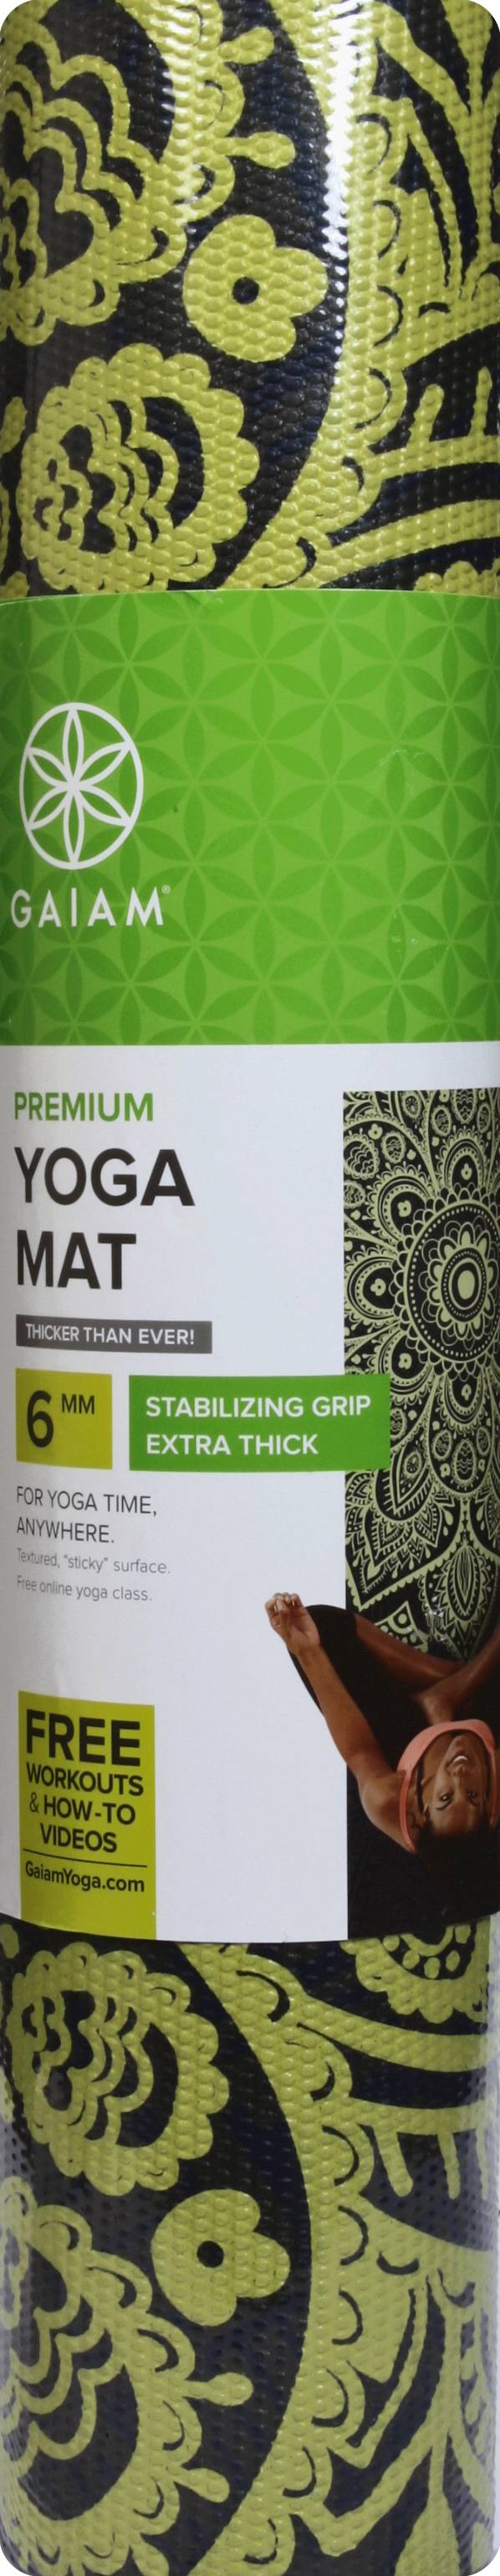 GAIAM®
PREMIUM
YOGA
MAT
THICKER THAN EVER!
6 MM
STABILIZING GRIP
EXTRA THICK
FOR YOGA TIME,
ANYWHERE.
Textured, "sticky" surface.
Free online yoga class.
FREE
WORKOUTS
& HOW-TO
VIDEOS
GaiamYoga.com